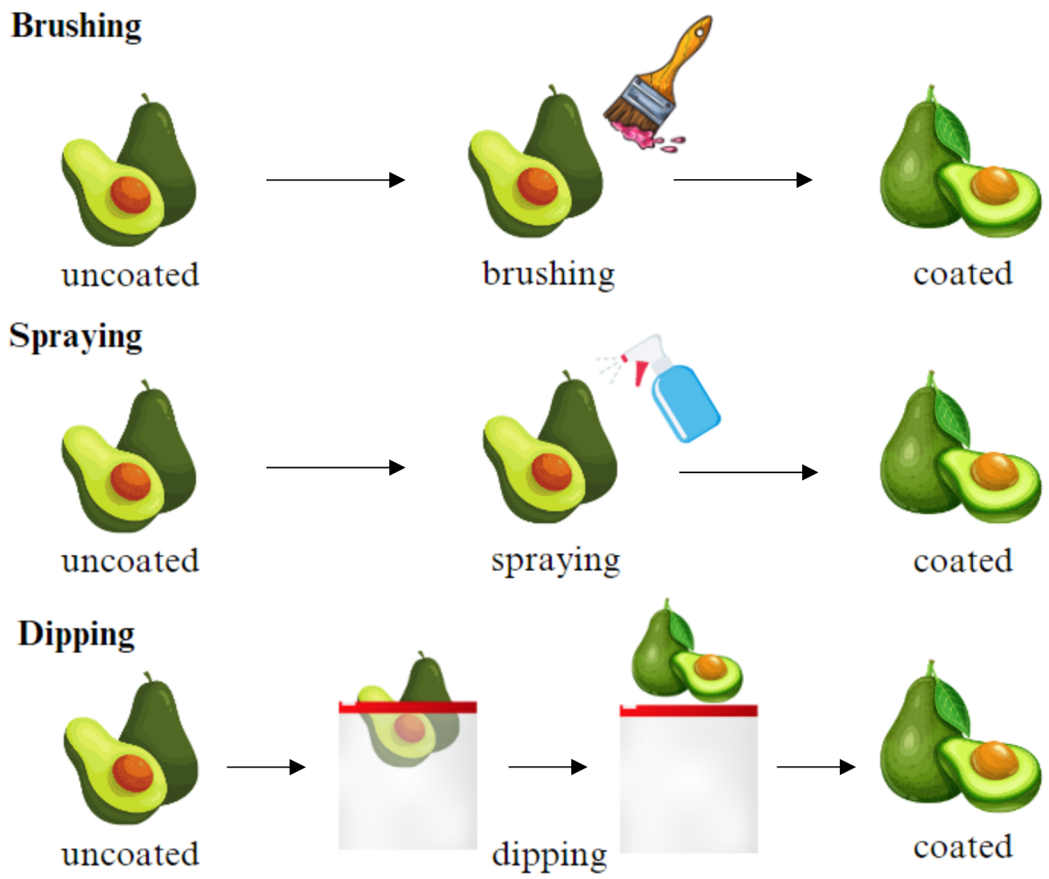 Brushing
uncoated
brushing
coated
Spraying
uncoated
spraying
coated
Dipping
uncoated
dipping
coated